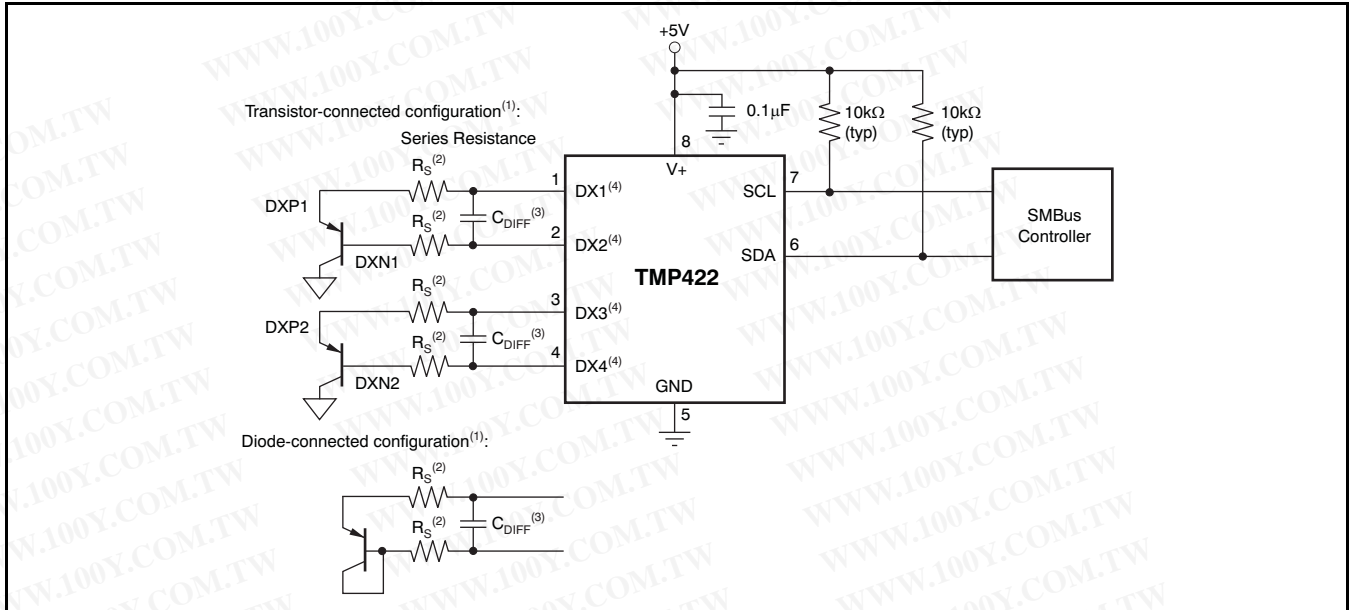 +5V
Transistor-connected configuration(1):
Series Resistance
0.1μF
10kΩ
(typ)
10kΩ
(typ)
8
V+
RS(2)
1
DX1(4)
SCL
7
DXP1
CDIFF(3)
SMBus
Controller
RS(2)
2
DX2(4)
SDA
6
DXN1
TMP422
RS(2)
3
DX3(4)
DXP2
CDIFF(3)
RS(2)
4
DX4(4)
DXN2
GND
5
Diode-connected configuration(1):
RS(2)
CDIFF(3)
RS(2)
WWW.100Y.COM.TW